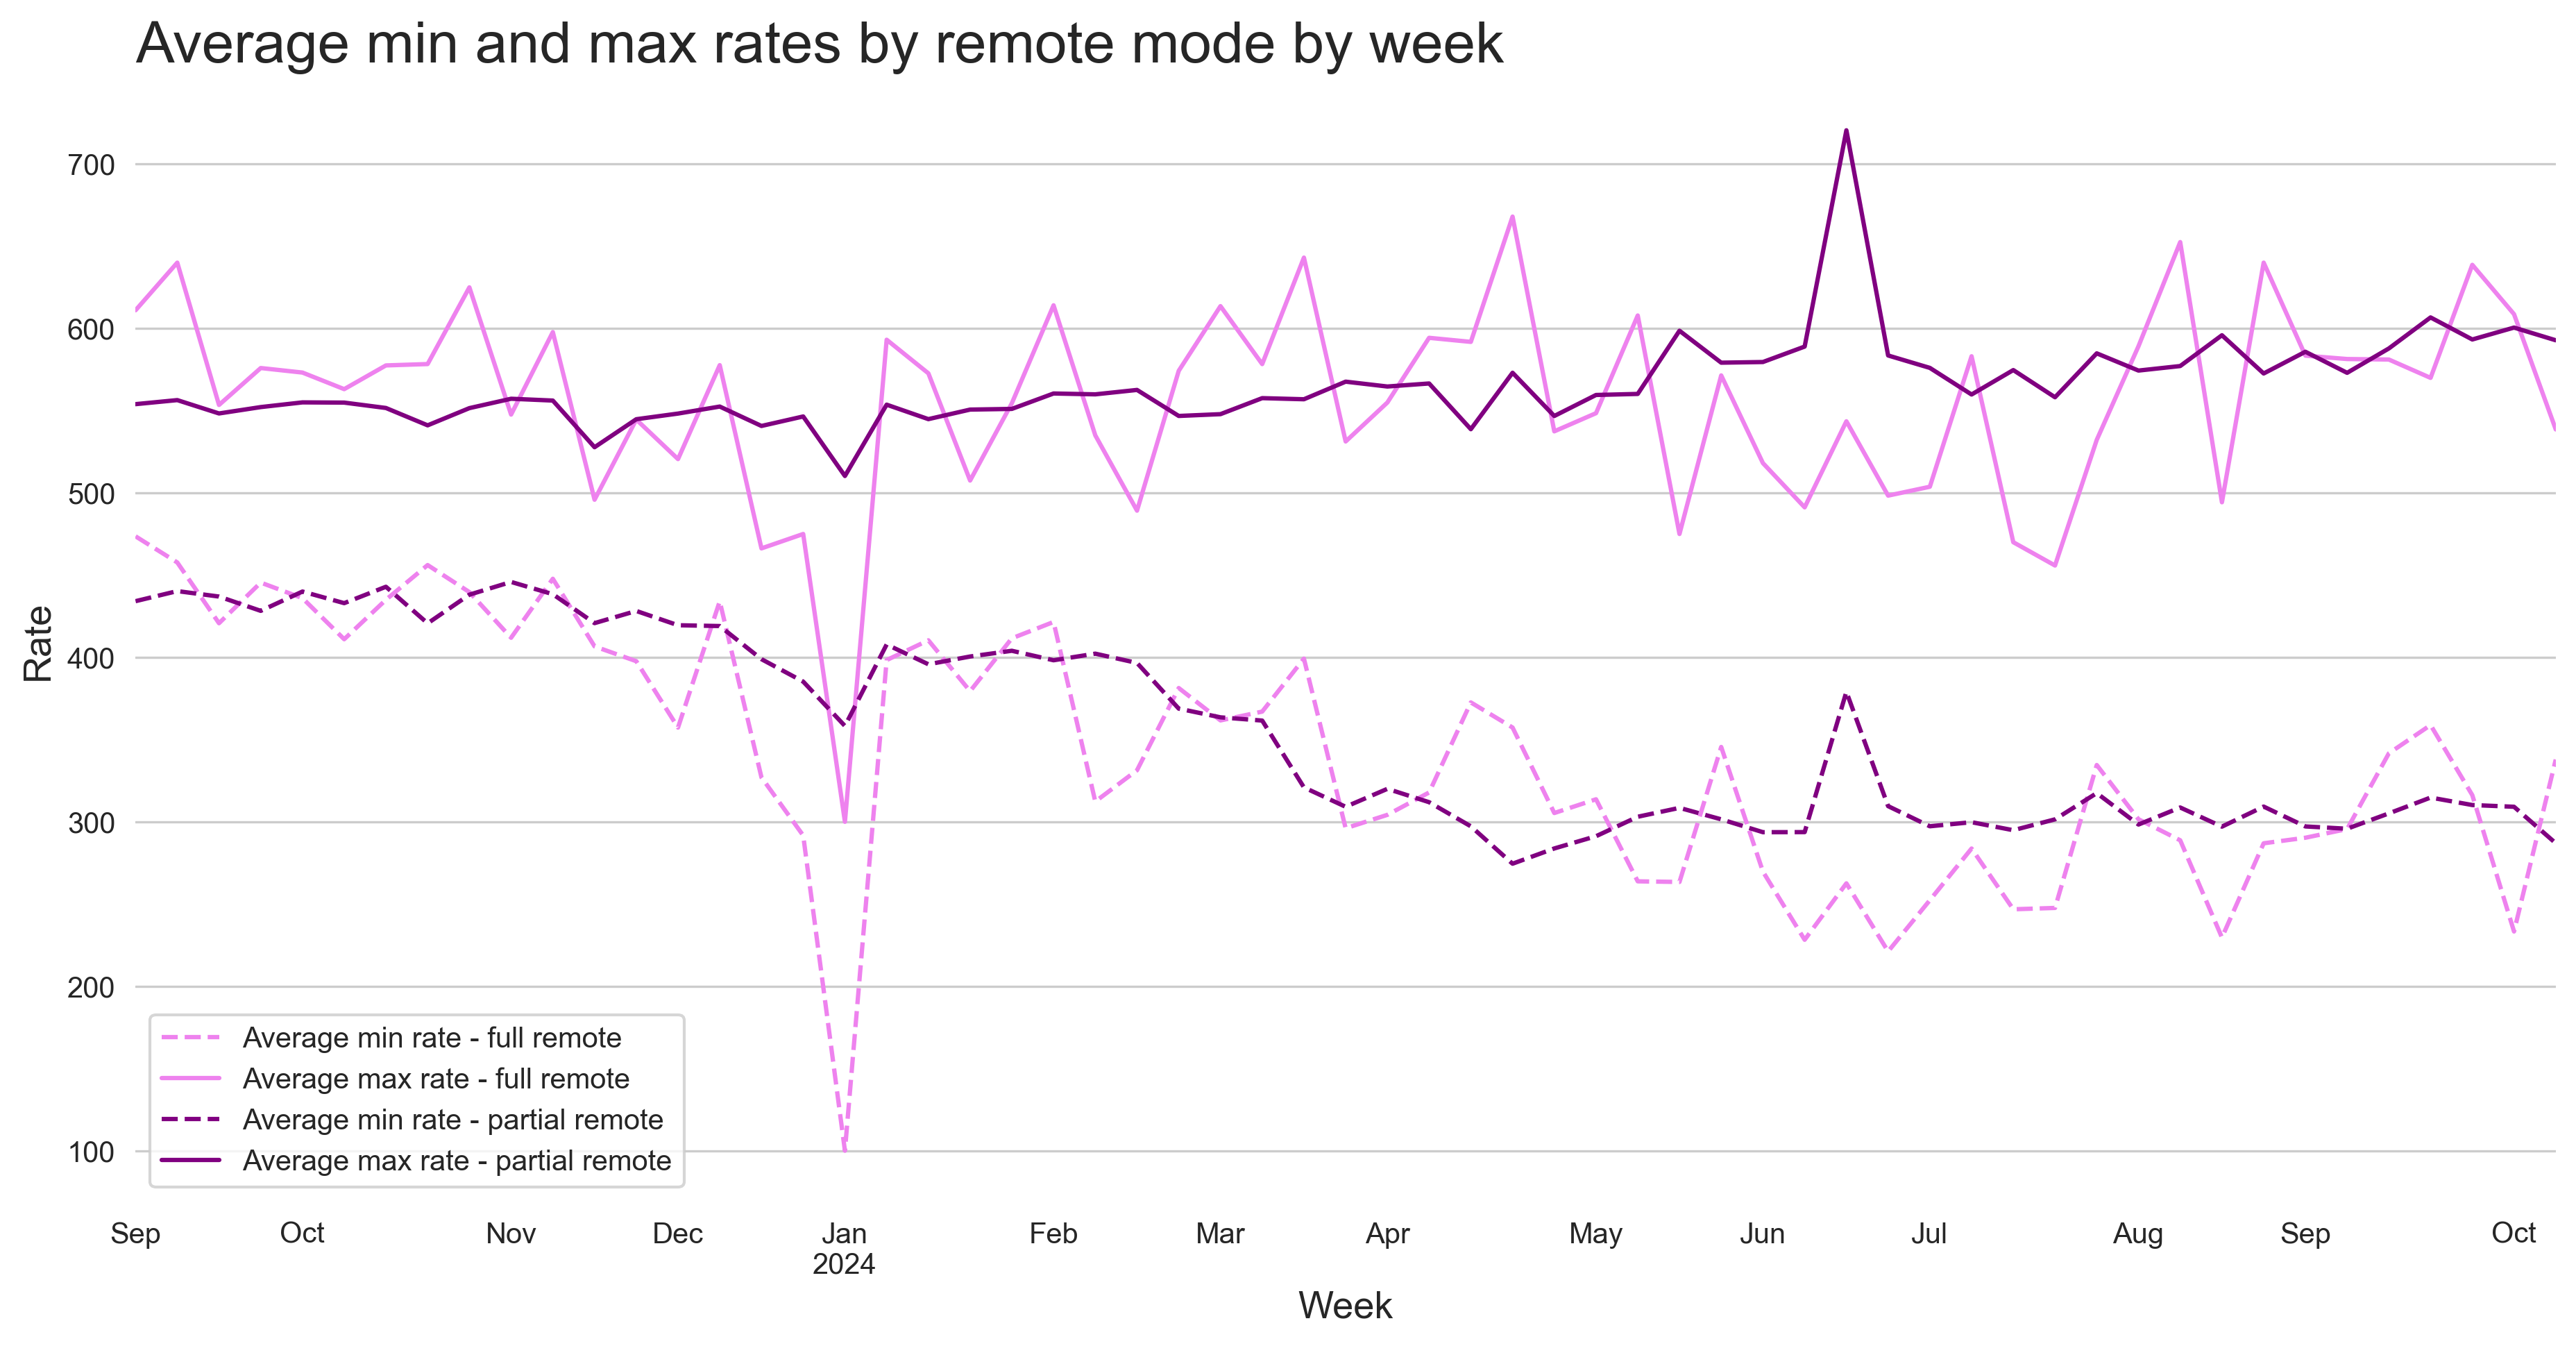 Average min and max rates by remote mode by week
700
600
500
400
300
200
100
Rate
Average min rate - full remote
Average max rate - full remote
Average min rate - partial remote
Average max rate - partial remote
Sep Oct Nov Dec Jan Feb Mar Apr May Jun Jul Aug Sep Oct
2024
Week